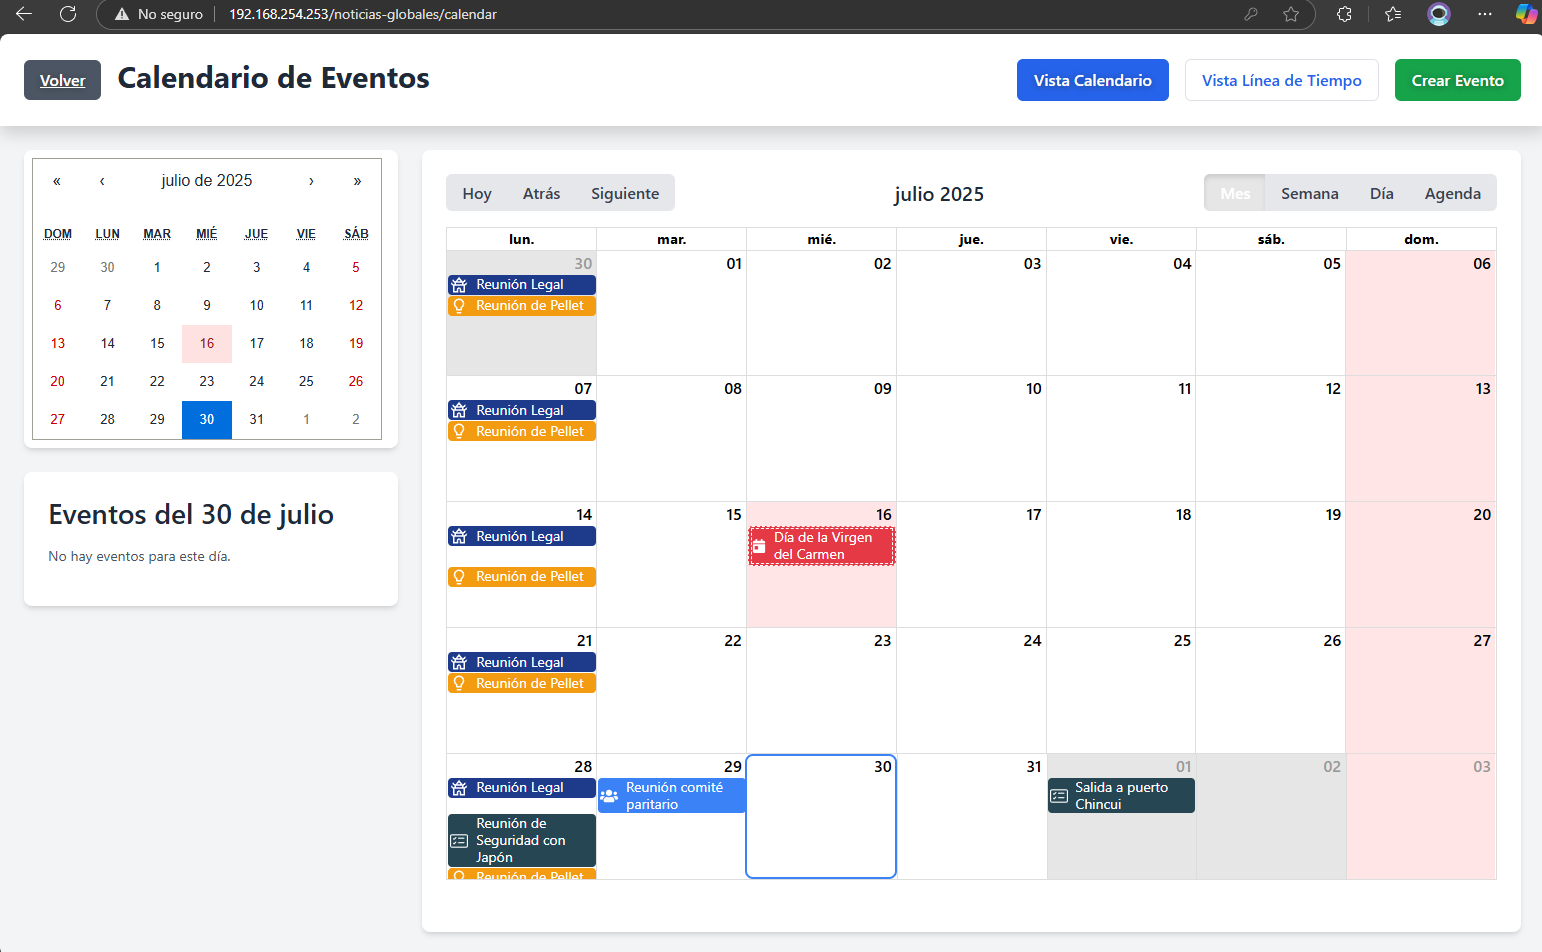 No seguro
192.168.254.253/noticias-globales/calendar
Volver
Calendario de Eventos
Vista Calendario
Vista Línea de Tiempo
Crear Evento
« ‹ julio de 2025 › »
DOM LUN MAR MIÉ JUE VIE SÁB
29 30 1 2 3 4 5
6 7 8 9 10 11 12
13 14 15 16 17 18 19
20 21 22 23 24 25 26
27 28 29 30 31 1 2
Eventos del 30 de julio
No hay eventos para este día.
Hoy Atrás Siguiente
julio 2025
Mes Semana Día Agenda
lun. mar. mié. jue. vie. sáb. dom.
30 01 02 03 04 05 06
Reunión Legal
Reunión de Pellet
07 08 09 10 11 12 13
Reunión Legal
Reunión de Pellet
14 15 16 17 18 19 20
Reunión Legal
Día de la Virgen
del Carmen
Reunión de Pellet
21 22 23 24 25 26 27
Reunión Legal
Reunión de Pellet
28 29 30 31 01 02 03
Reunión Legal
Reunión comité
paritario
Salida a puerto
Chincui
Reunión de
Seguridad con
Japón
Reunión de Pellet